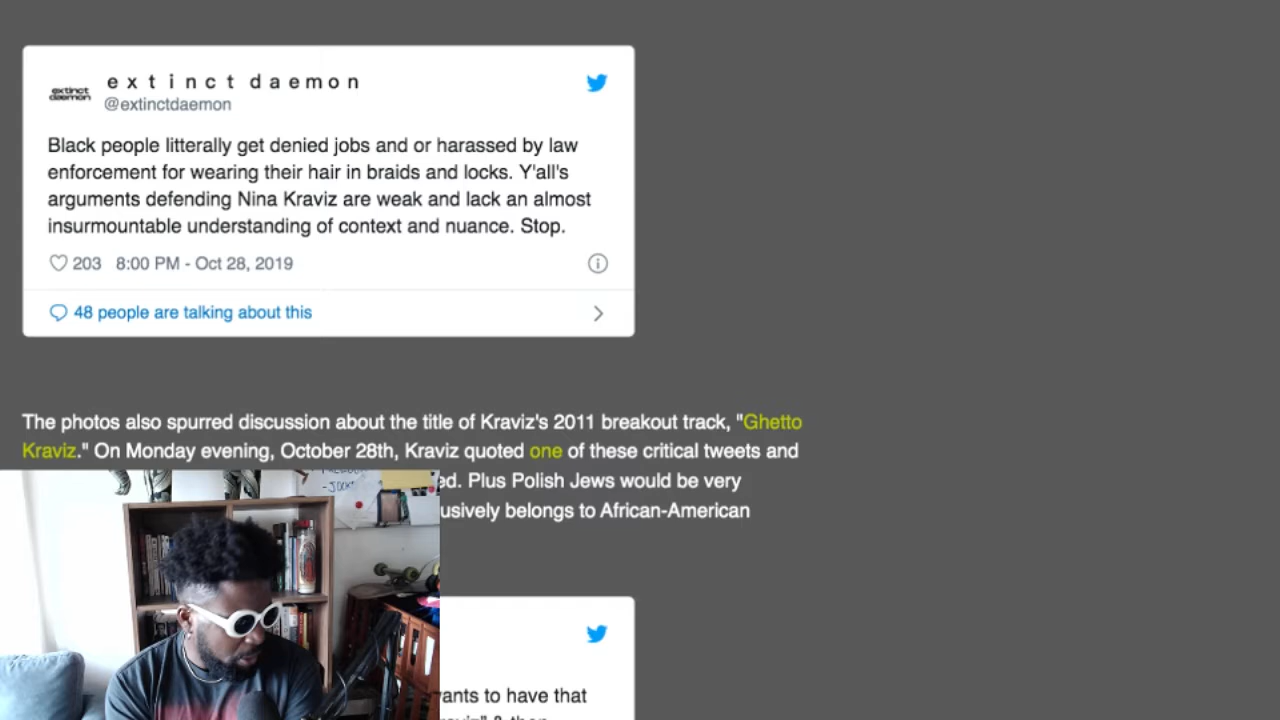 extinct
daemon
e x t i n c t d a e m o n
@extinctdaemon
Black people litterally get denied jobs and or harassed by law
enforcement for wearing their hair in braids and locks. Y'all's
arguments defending Nina Kraviz are weak and lack an almost
insurmountable understanding of context and nuance. Stop.
203 8:00 PM - Oct 28, 2019
48 people are talking about this
The photos also spurred discussion about the title of Kraviz's 2011 breakout track, "Ghetto
Kraviz." On Monday evening, October 28th, Kraviz quoted one of these critical tweets and
ed. Plus Polish Jews would be very
usively belongs to African-American
ants to have that